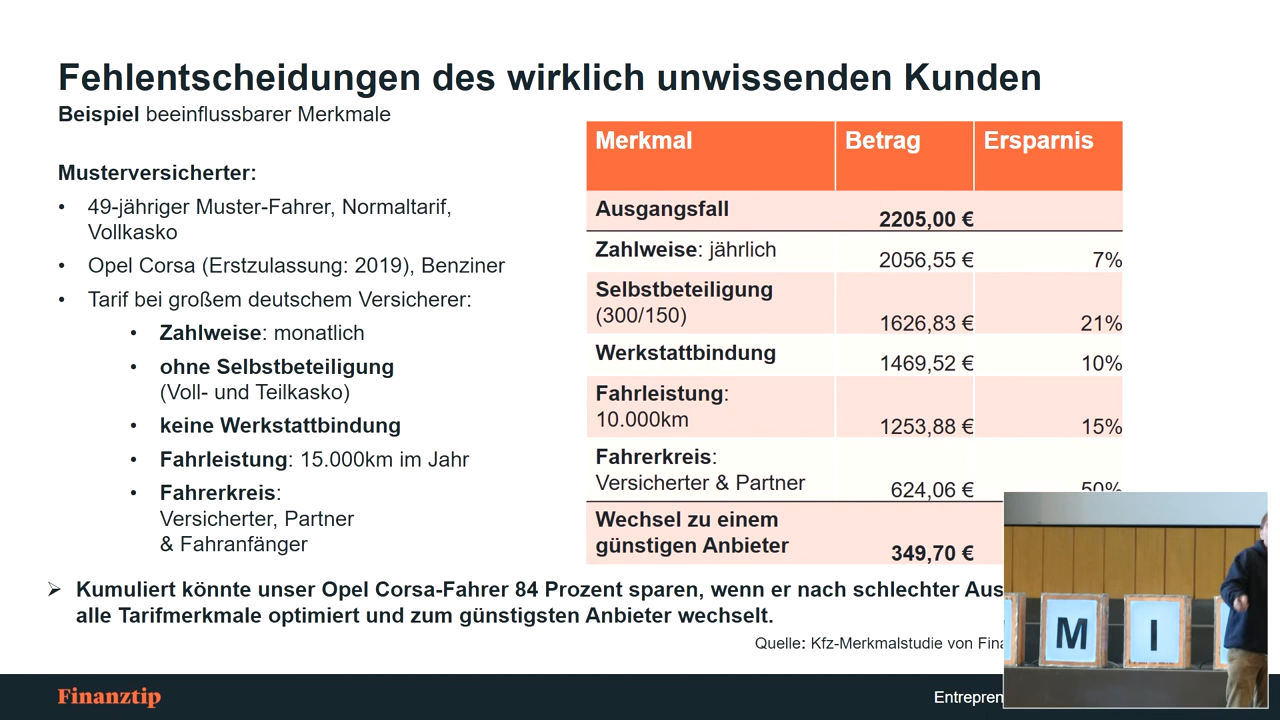 Fehlentscheidungen des wirklich unwissenden Kunden
Beispiel beeinflussbarer Merkmale
Musterversicherter:
• 49-jähriger Muster-Fahrer, Normaltarif,
Vollkasko
• Opel Corsa (Erstzulassung: 2019), Benziner
• Tarif bei großem deutschem Versicherer:
• Zahlweise: monatlich
• ohne Selbstbeteiligung
(Voll- und Teilkasko)
• keine Werkstattbindung
• Fahrleistung: 15.000km im Jahr
• Fahrerkreis:
Versicherter, Partner
& Fahranfänger
Merkmal Betrag Ersparnis
Ausgangsfall 2205,00 €
Zahlweise: jährlich 2056,55 € 7%
Selbstbeteiligung
(300/150) 1626,83 € 21%
Werkstattbindung 1469,52 € 10%
Fahrleistung:
10.000km 1253,88 € 15%
Fahrerkreis:
Versicherter & Partner 624,06 € 50%
Wechsel zu einem
günstigen Anbieter 349,70 €
➢ Kumuliert könnte unser Opel Corsa-Fahrer 84 Prozent sparen, wenn er nach schlechter Aus
alle Tarifmerkmale optimiert und zum günstigsten Anbieter wechselt.
Quelle: Kfz-Merkmalstudie von Fina
Finanztip
Entrepren
M I